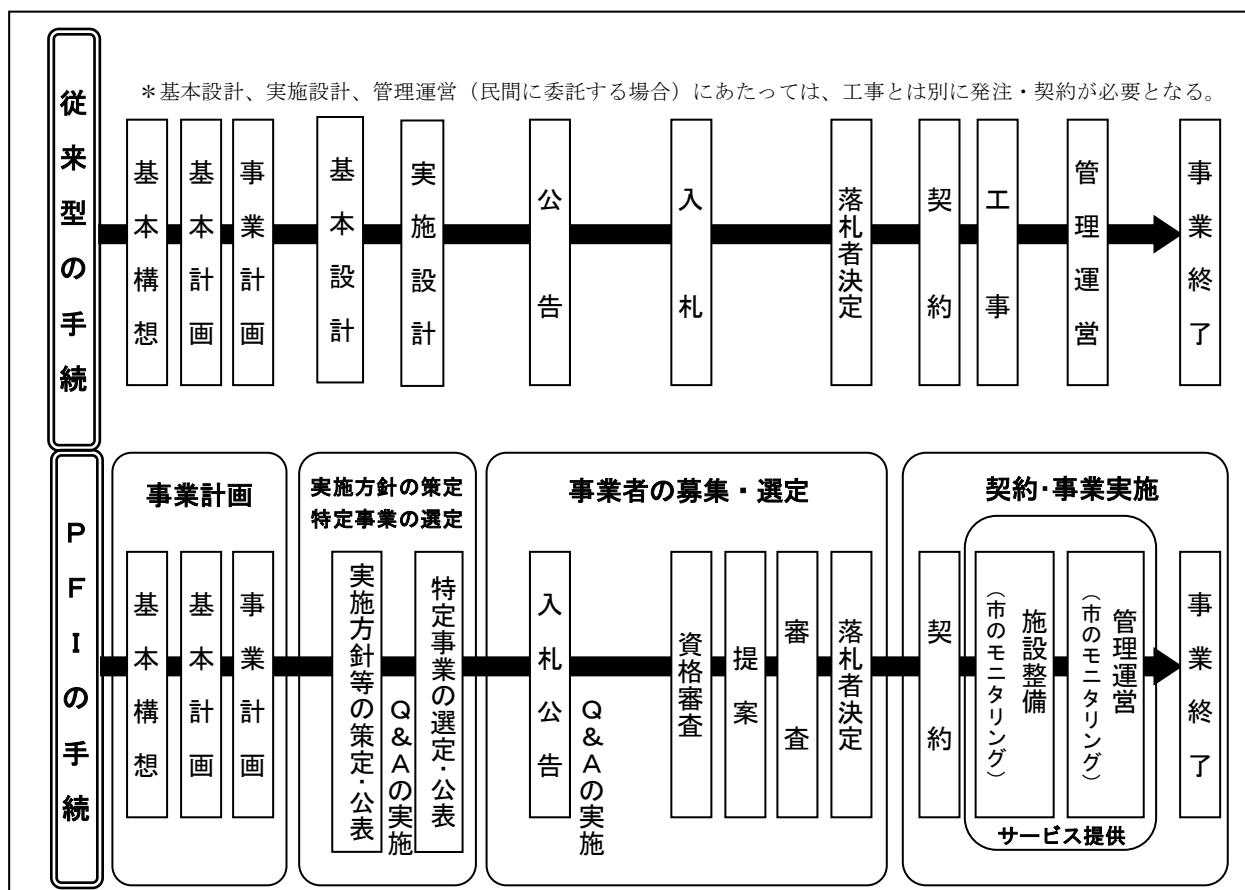 従来型の手続
＊基本設計、実施設計、管理運営（民間に委託する場合）にあたっては、工事とは別に発注・契約が必要となる。
基本構想
基本計画
事業計画
基本設計
実施設計
公告
入札
落札者決定
契約
工事
管理運営
事業終了
ＰＦＩの手続
事業計画
基本構想
基本計画
事業計画
実施方針の策定
特定事業の選定
実施方針等の策定・公表
Ｑ＆Ａの実施
特定事業の選定・公表
事業者の募集・選定
入札公告
Ｑ＆Ａの実施
資格審査
提案
審査
落札者決定
契約・事業実施
契約
施設整備
（市のモニタリング）
管理運営
（市のモニタリング）
サービス提供
事業終了